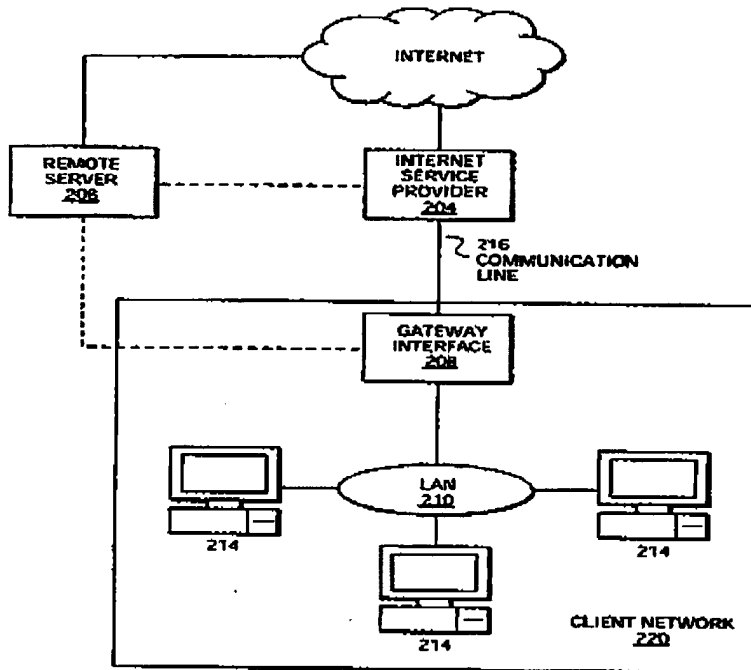 INTERNET
REMOTE
SERVER
206
INTERNET
SERVICE
PROVIDER
204
216
COMMUNICATION
LINE
GATEWAY
INTERFACE
208
LAN
210
214
214
214
CLIENT NETWORK
220